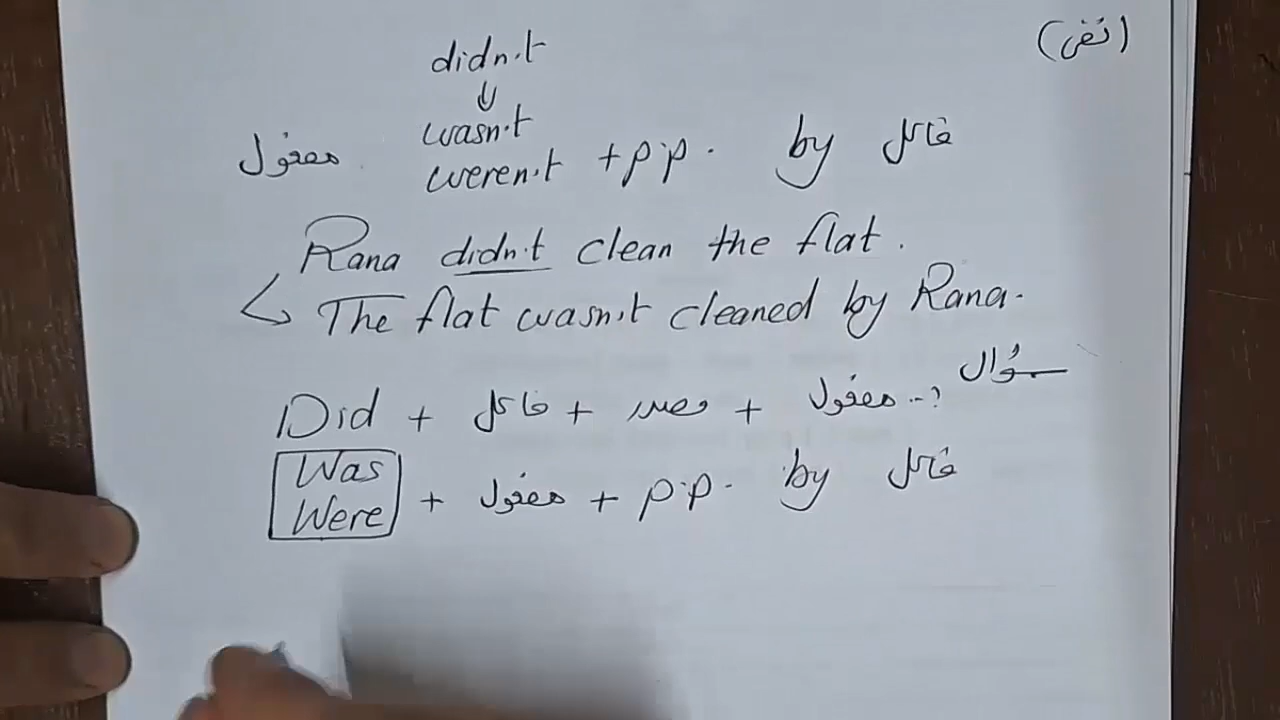 (نفى)
didn't
wasn't
مفعول weren't + p.p. by فاعل
Rana didn't clean the flat.
The flat wasn't cleaned by Rana.
سؤال
Did + فاعل + مصدر + مفعول ..؟
Was
Were + مفعول + p.p. by فاعل